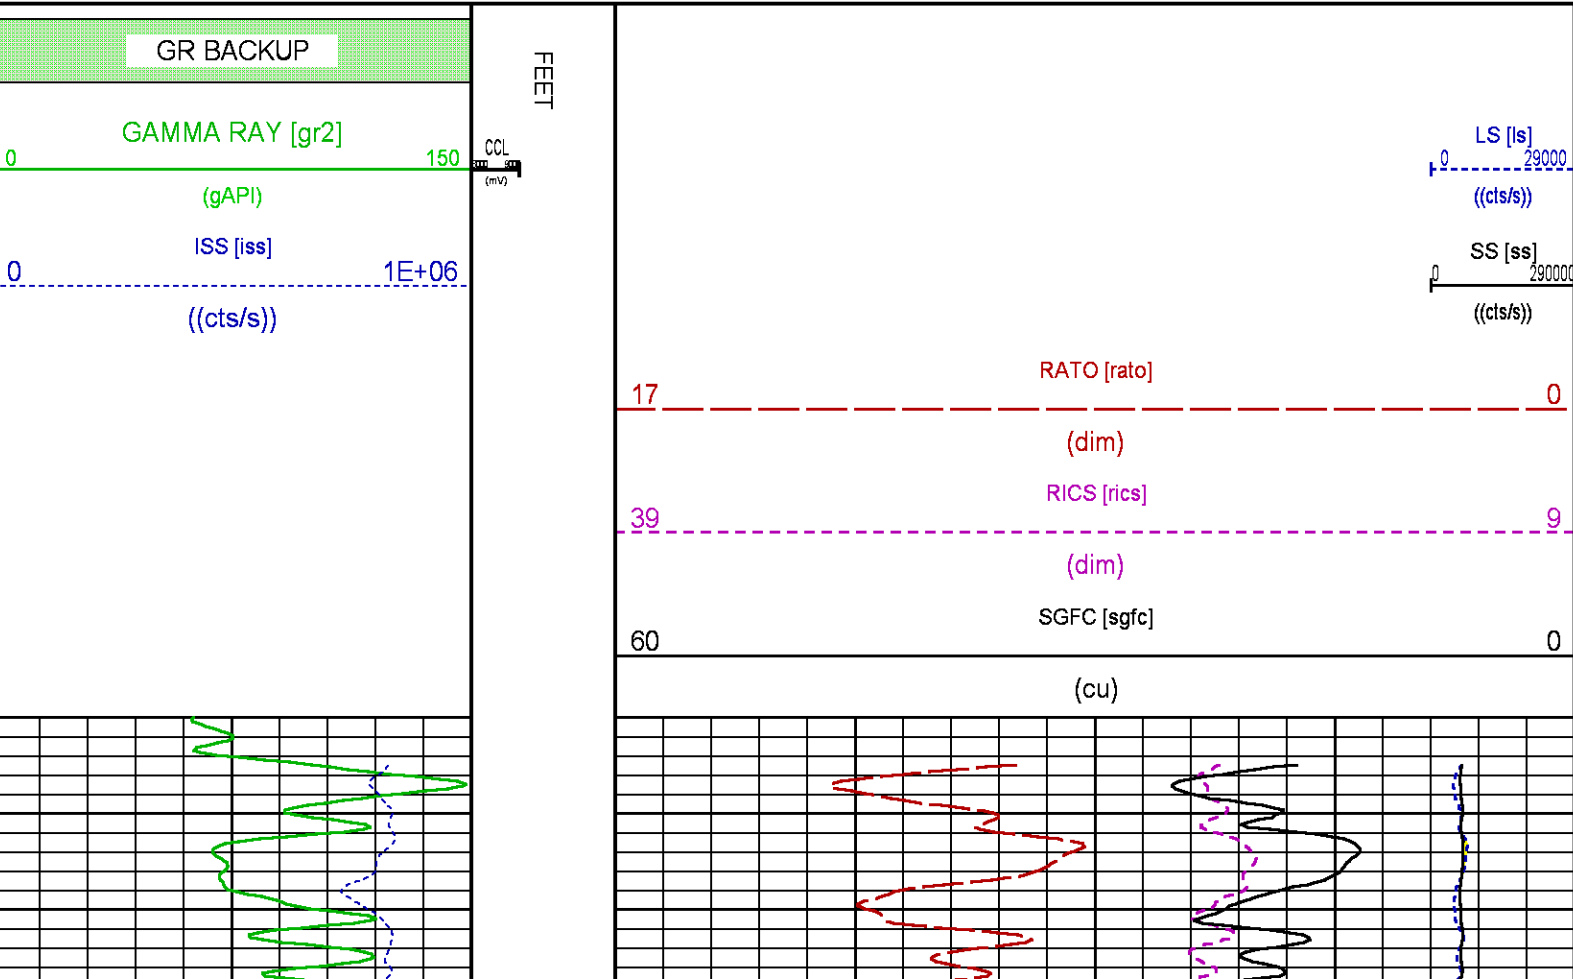 GR BACKUP
GAMMA RAY [gr2]
0 150
(gAPI)
ISS [iss]
0 1E+06
((cts/s))
FEET
CCL
(mV)
LS [ls]
0 29000
((cts/s))
SS [ss]
0 290000
((cts/s))
RATO [rato]
17 0
(dim)
RICS [rics]
39 9
(dim)
SGFC [sgfc]
60 0
(cu)